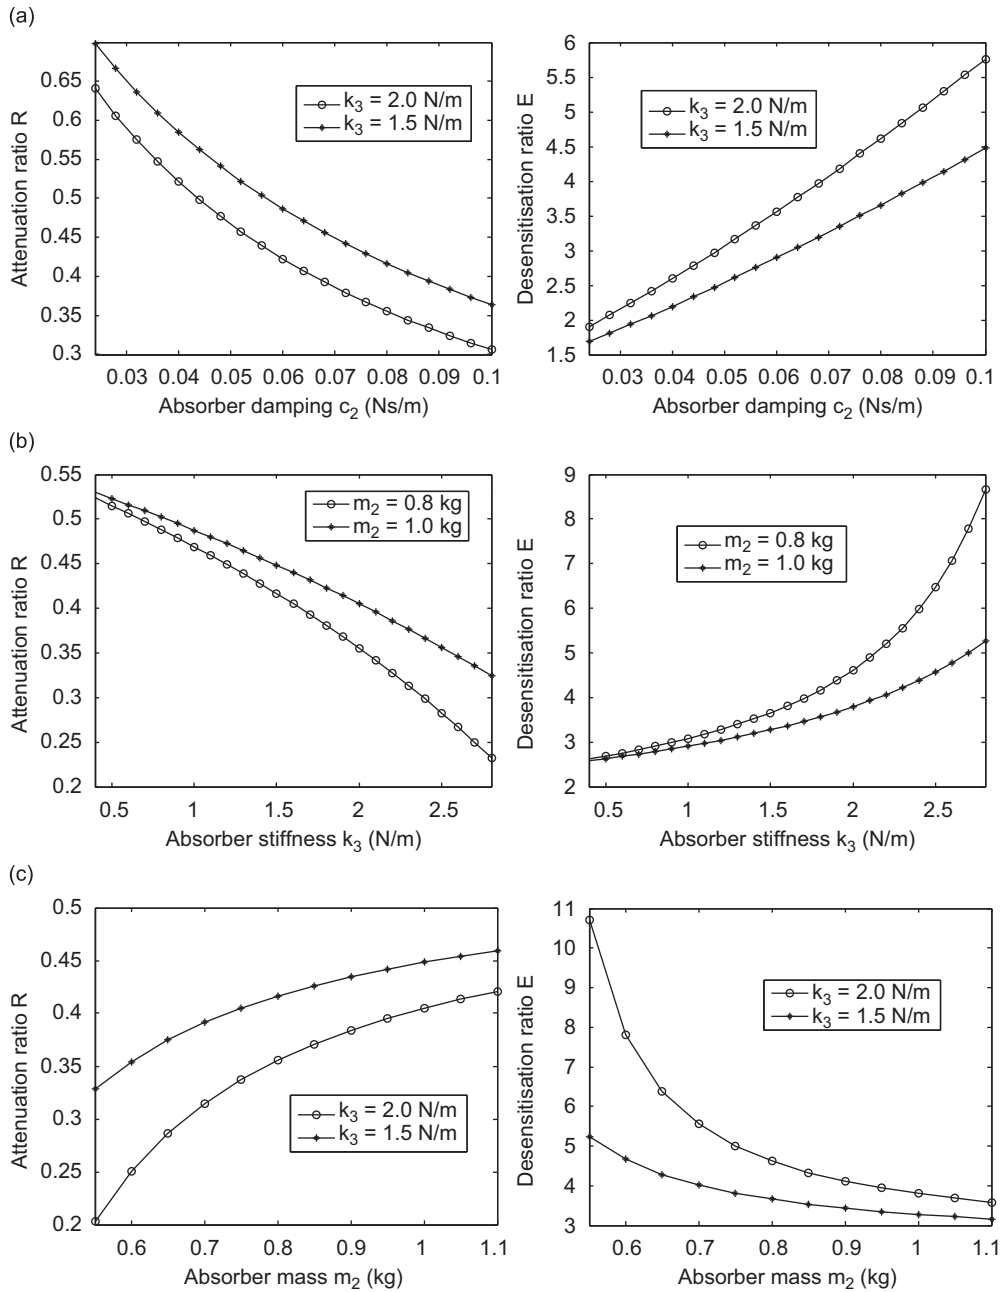 (a)
0.65
0.6
0.55
0.5
0.45
0.4
0.35
0.3
Attenuation ratio R
k3 = 2.0 N/m
k3 = 1.5 N/m
0.03 0.04 0.05 0.06 0.07 0.08 0.09 0.1
Absorber damping c2 (Ns/m)
6
5.5
5
4.5
4
3.5
3
2.5
2
1.5
Desensitisation ratio E
k3 = 2.0 N/m
k3 = 1.5 N/m
0.03 0.04 0.05 0.06 0.07 0.08 0.09 0.1
Absorber damping c2 (Ns/m)
(b)
0.55
0.5
0.45
0.4
0.35
0.3
0.25
0.2
Attenuation ratio R
m2 = 0.8 kg
m2 = 1.0 kg
0.5 1 1.5 2 2.5
Absorber stiffness k3 (N/m)
9
8
7
6
5
4
3
2
Desensitisation ratio E
m2 = 0.8 kg
m2 = 1.0 kg
0.5 1 1.5 2 2.5
Absorber stiffness k3 (N/m)
(c)
0.5
0.45
0.4
0.35
0.3
0.25
0.2
Attenuation ratio R
k3 = 2.0 N/m
k3 = 1.5 N/m
0.6 0.7 0.8 0.9 1 1.1
Absorber mass m2 (kg)
11
10
9
8
7
6
5
4
3
Desensitisation ratio E
k3 = 2.0 N/m
k3 = 1.5 N/m
0.6 0.7 0.8 0.9 1 1.1
Absorber mass m2 (kg)